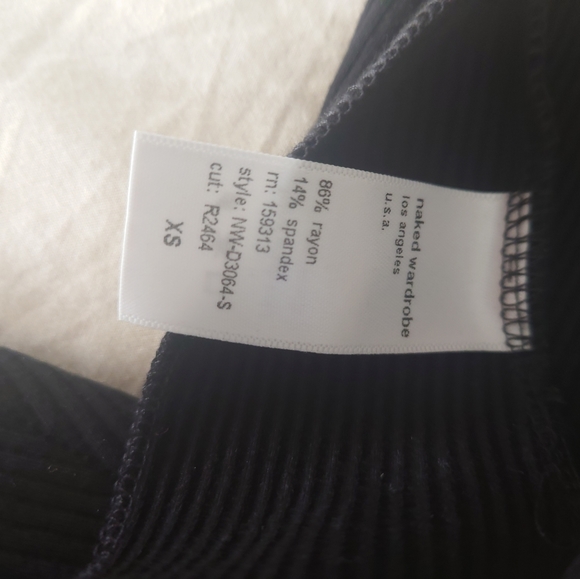 naked wardrobe
los angeles
u.s.a.
86% rayon
14% spandex
rn: 159313
style: NW-D3064-S
cut: R2464
XS